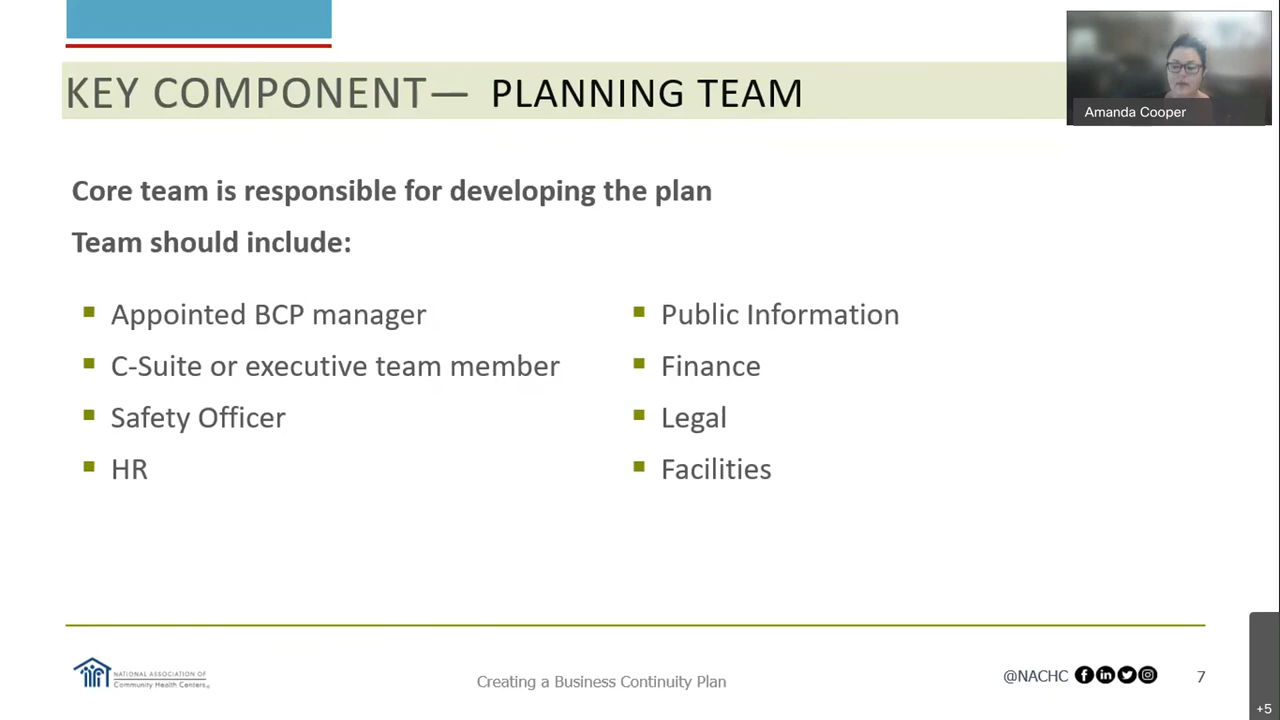 KEY COMPONENT— PLANNING TEAM
Amanda Cooper
Core team is responsible for developing the plan
Team should include:
Appointed BCP manager
C-Suite or executive team member
Safety Officer
HR
Public Information
Finance
Legal
Facilities
NATIONAL ASSOCIATION OF
Community Health Centers®
Creating a Business Continuity Plan
@NACHC
7
+5